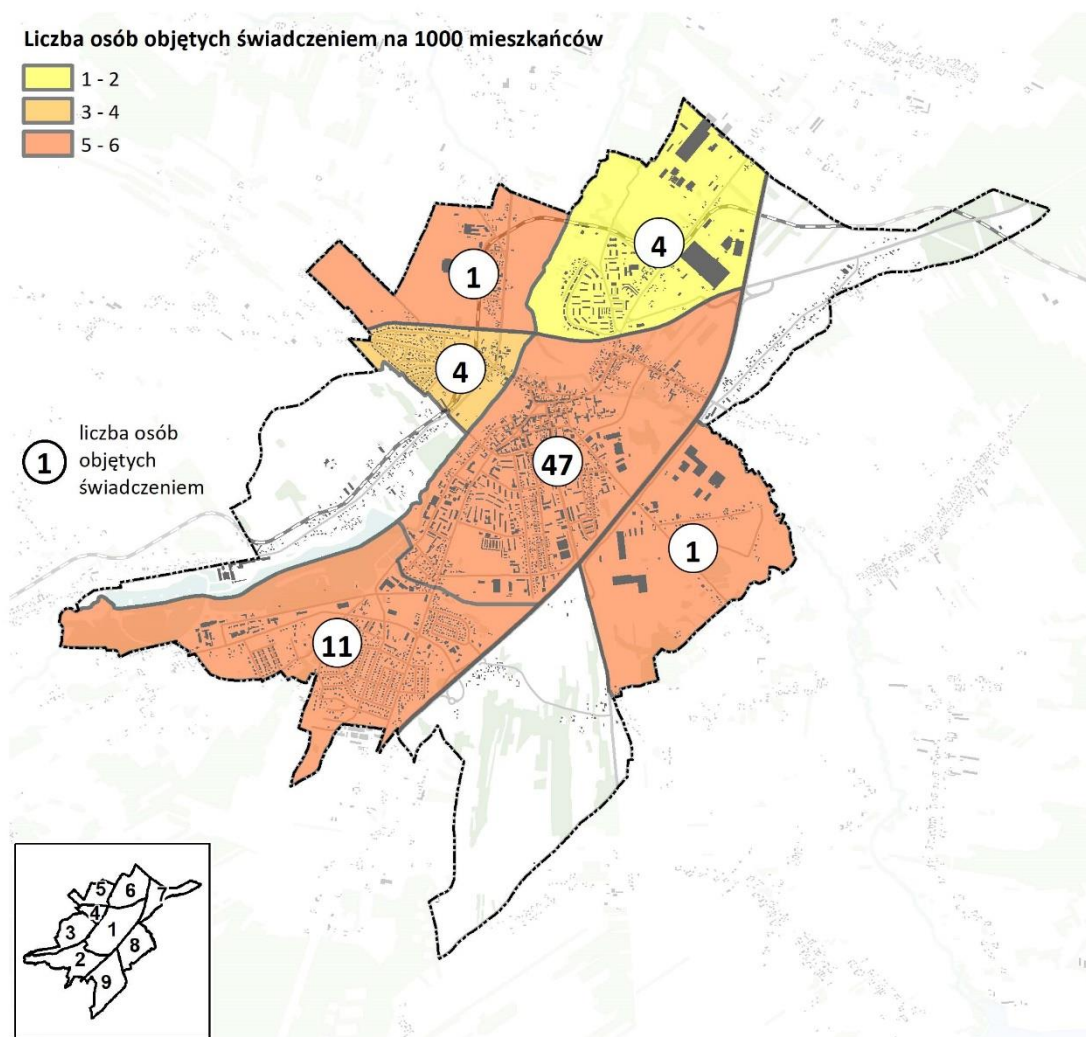 Liczba osób objętych świadczeniem na 1000 mieszkańców
1 - 2
3 - 4
5 - 6
4
1
4
1
liczba osób
objętych
świadczeniem
47
1
11
5
6
7
4
1
3
8
2
9